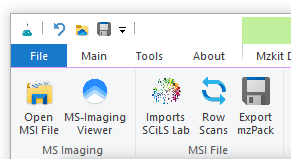 File Main Tools About Mzkit D
Open MSI File
MS-Imaging Viewer
Imports SCiLS Lab
Row Scans
Export mzPack
MS Imaging MSI File